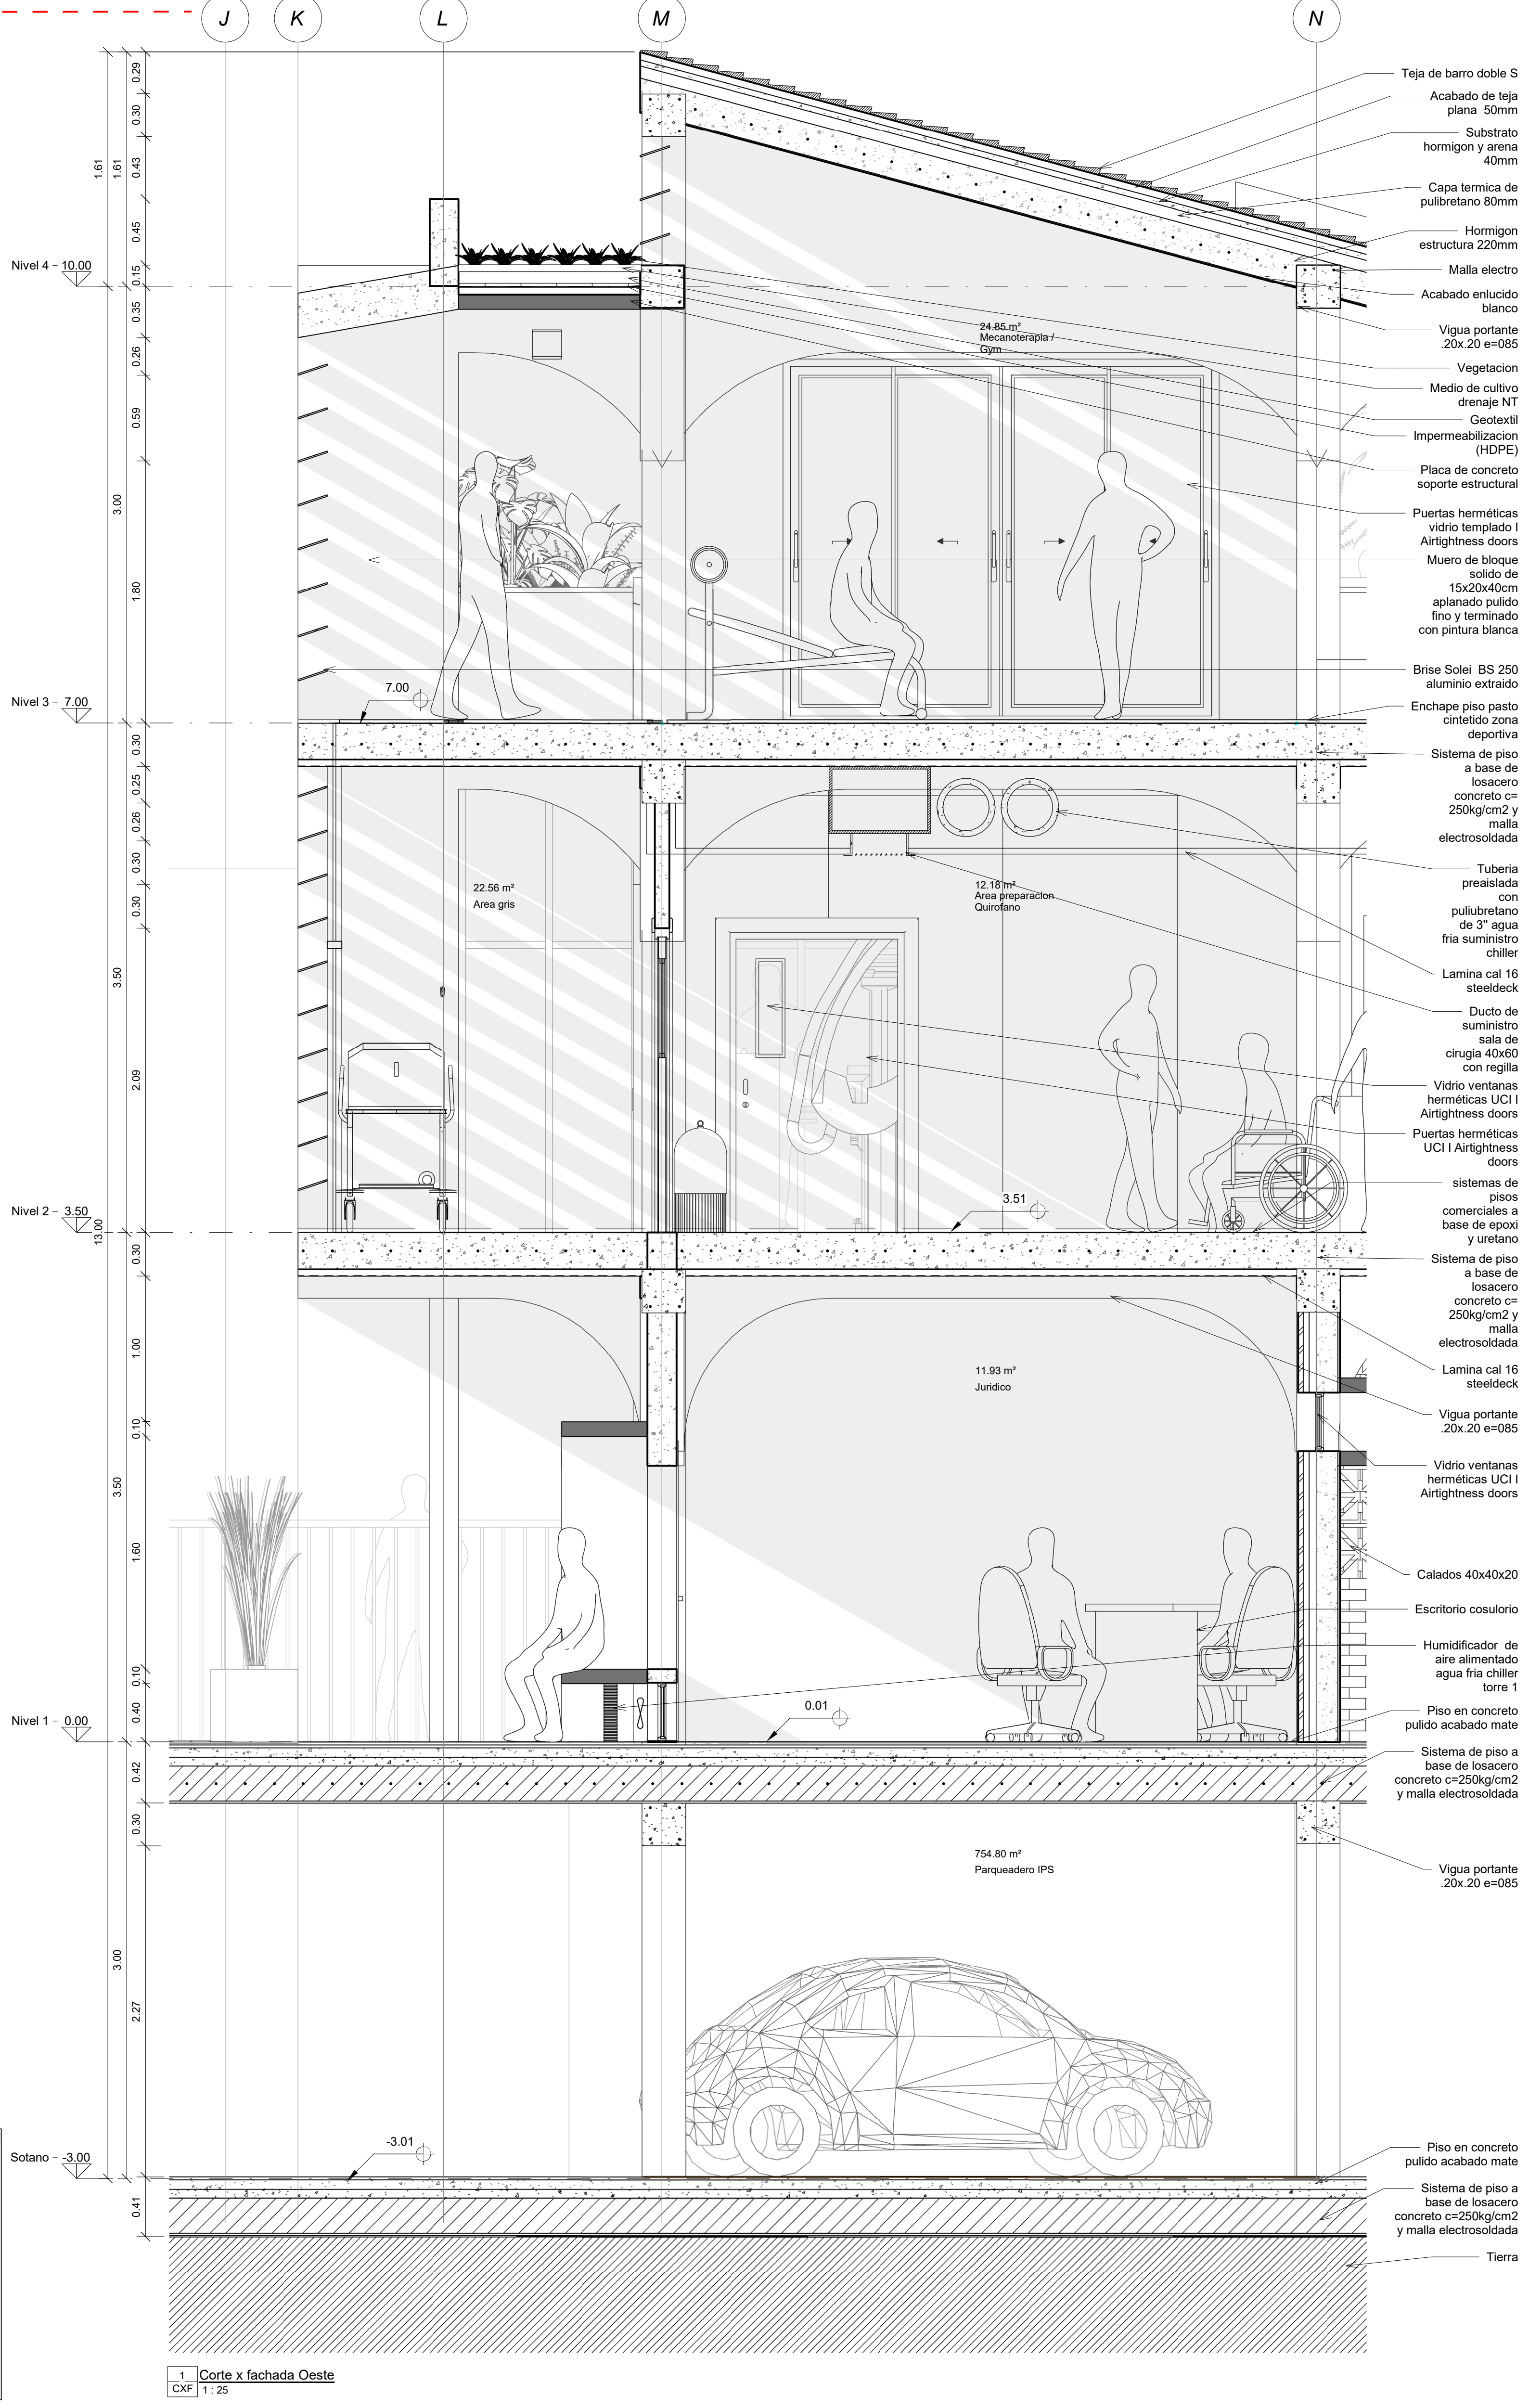 J
K
L
M
N
Teja de barro doble S
Acabado de teja
plana 50mm
Substrato
hormigon y arena
40mm
Capa termica de
pulibretano 80mm
Hormigon
estructura 220mm
Malla electro
Acabado enlucido
blanco
Vigua portante
.20x.20 e=085
Vegetacion
Medio de cultivo
drenaje NT
Geotextil
Impermeabilizacion
(HDPE)
Placa de concreto
soporte estructural
Puertas herméticas
vidrio templado I
Airtightness doors
Muero de bloque
solido de
15x20x40cm
aplanado pulido
fino y terminado
con pintura blanca
Brise Solei BS 250
aluminio extraido
Enchape piso pasto
cintetido zona
deportiva
Sistema de piso
a base de
losacero
concreto c=
250kg/cm2 y
malla
electrosoldada
Tuberia
preaislada
con
puliubretano
de 3" agua
fria suministro
chiller
Lamina cal 16
steeldeck
Ducto de
suministro
sala de
cirugia 40x60
con regilla
Vidrio ventanas
herméticas UCI I
Airtightness doors
Puertas herméticas
UCI I Airtightness
doors
sistemas de
pisos
comerciales a
base de epoxi
y uretano
Sistema de piso
a base de
losacero
concreto c=
250kg/cm2 y
malla
electrosoldada
Lamina cal 16
steeldeck
Vigua portante
.20x.20 e=085
Vidrio ventanas
herméticas UCI I
Airtightness doors
Calados 40x40x20
Escritorio cosulorio
Humidificador de
aire alimentado
agua fria chiller
torre 1
Piso en concreto
pulido acabado mate
Sistema de piso a
base de losacero
concreto c=250kg/cm2
y malla electrosoldada
Vigua portante
.20x.20 e=085
Piso en concreto
pulido acabado mate
Sistema de piso a
base de losacero
concreto c=250kg/cm2
y malla electrosoldada
Tierra
Nivel 4 - 10.00
Nivel 3 - 7.00
Nivel 2 - 3.50
Nivel 1 - 0.00
Sotano - -3.00
1.61
13.00
1.61
3.00
3.50
3.50
3.00
0.29
0.30
0.43
0.45
0.15
0.35
0.26
0.59
1.80
0.30
0.25
0.26
0.30
0.30
2.09
0.30
1.00
0.10
1.60
0.10
0.40
0.42
0.30
2.27
0.41
24.85 m²
Mecanoterapia /
Gym
7.00
22.56 m²
Area gris
12.18 m²
Area preparacion
Quirofano
3.51
11.93 m²
Juridico
0.01
754.80 m²
Parqueadero IPS
-3.01
1
CXF
Corte x fachada Oeste
1 : 25